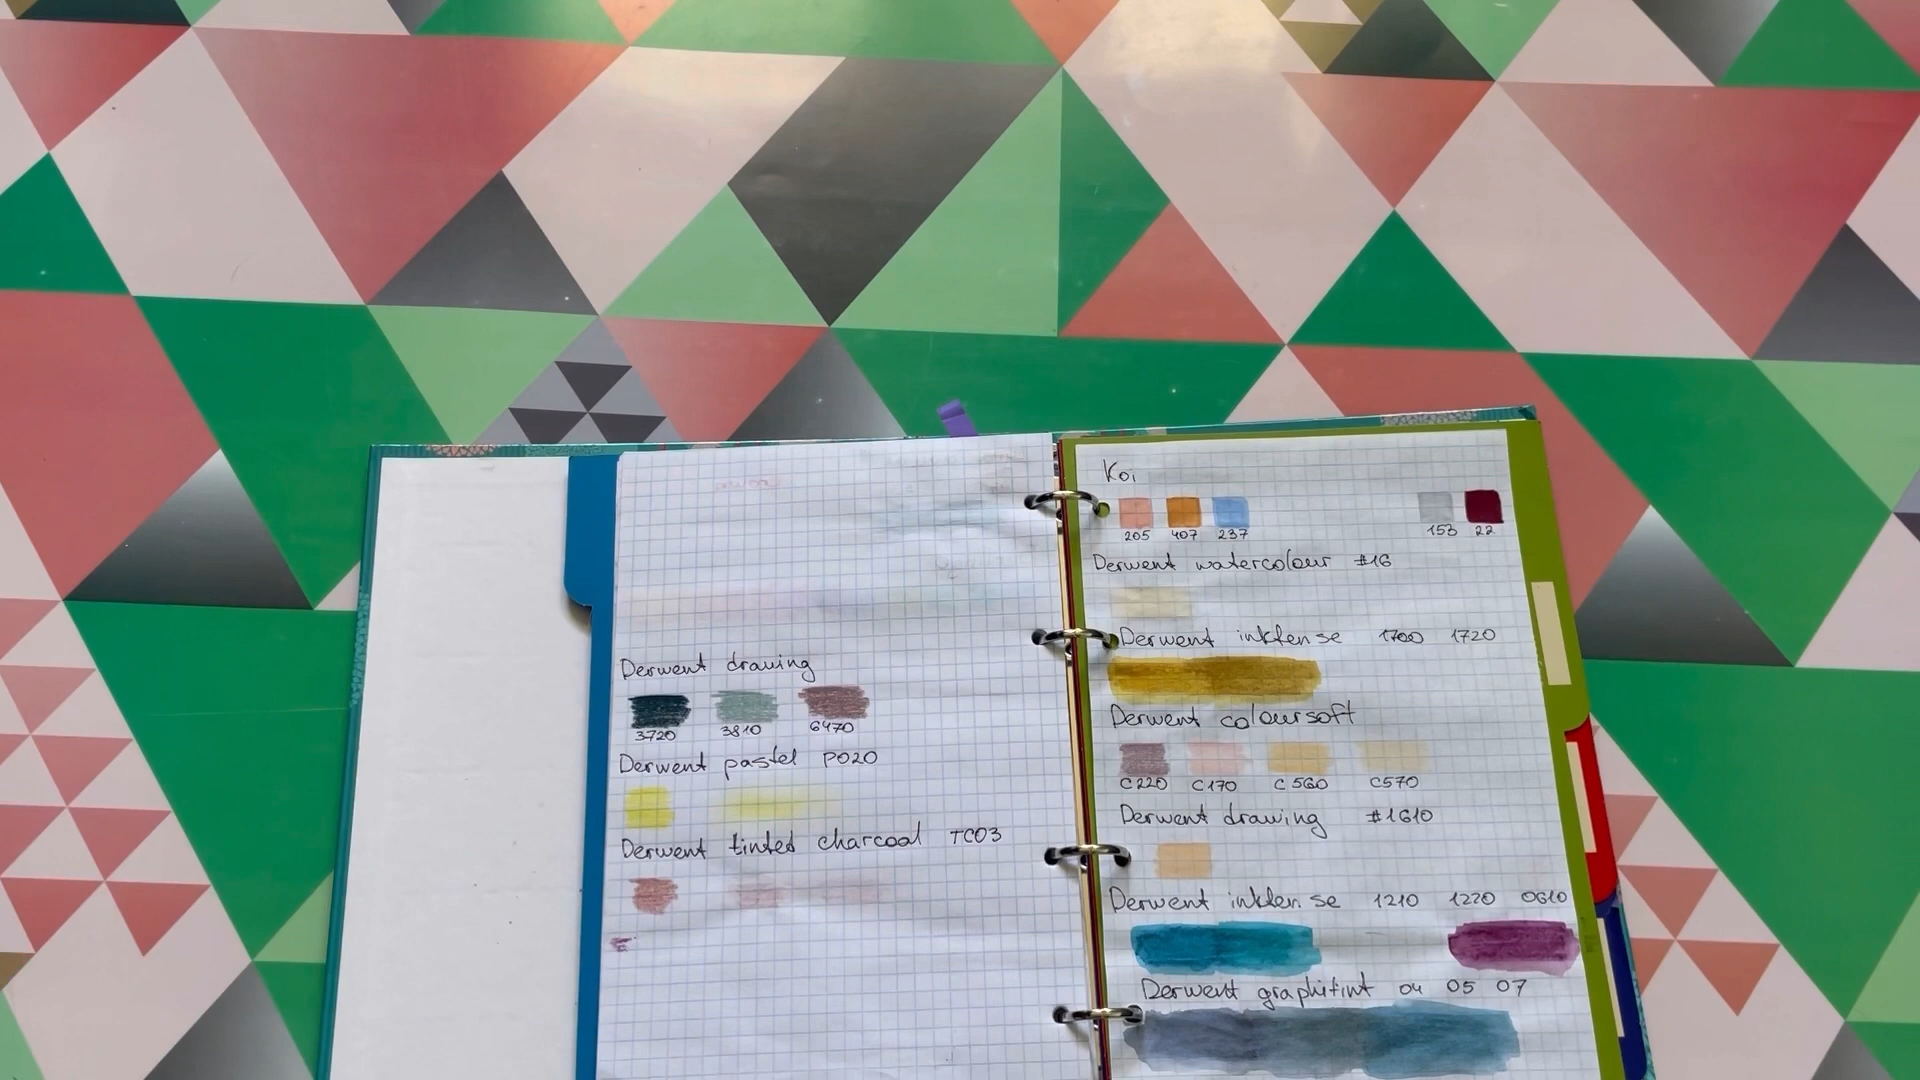 Derwent drawing
3720 3810 6470
Derwent pastel P020
Derwent tinted charcoal TC03
Koi
205 407 237 153 22
Derwent watercolour #16
Derwent inktense 1700 1720
Derwent coloursoft
C220 C170 C560 C570
Derwent drawing #1610
Derwent inktense 1210 1220 0610
Derwent graphitint 04 05 07